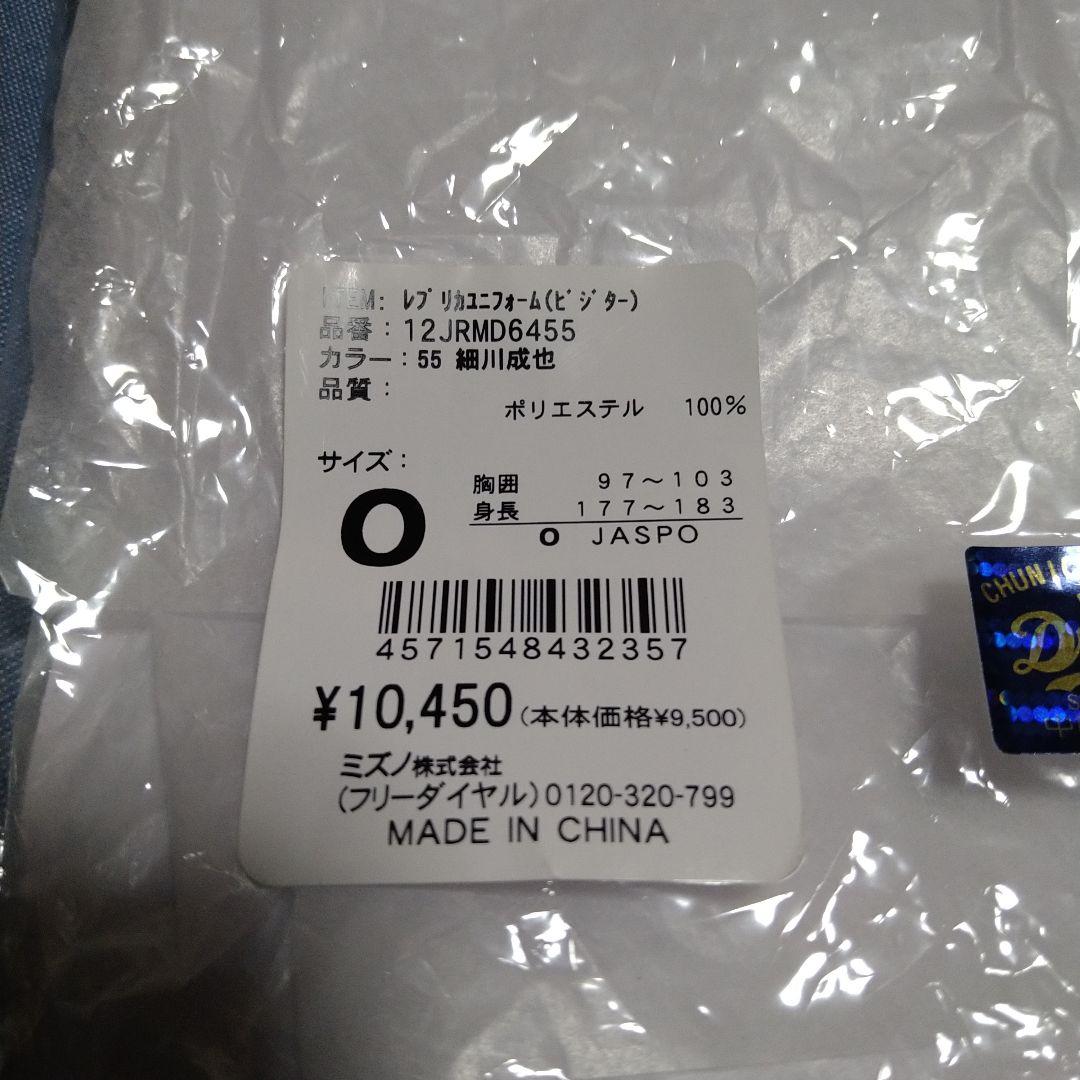 ITEM: ﾚﾌﾟﾘｶﾕﾆﾌｫｰﾑ(ﾋﾞｼﾞﾀｰ)
品番：12JRMD6455
カラー：55 細川成也
品質：
ポリエステル 100%
サイズ：
O
胸囲 97～103
身長 177～183
O JASPO
4571548432357
¥10,450(本体価格¥9,500)
ミズノ株式会社
(フリーダイヤル)0120-320-799
MADE IN CHINA
CHUNI